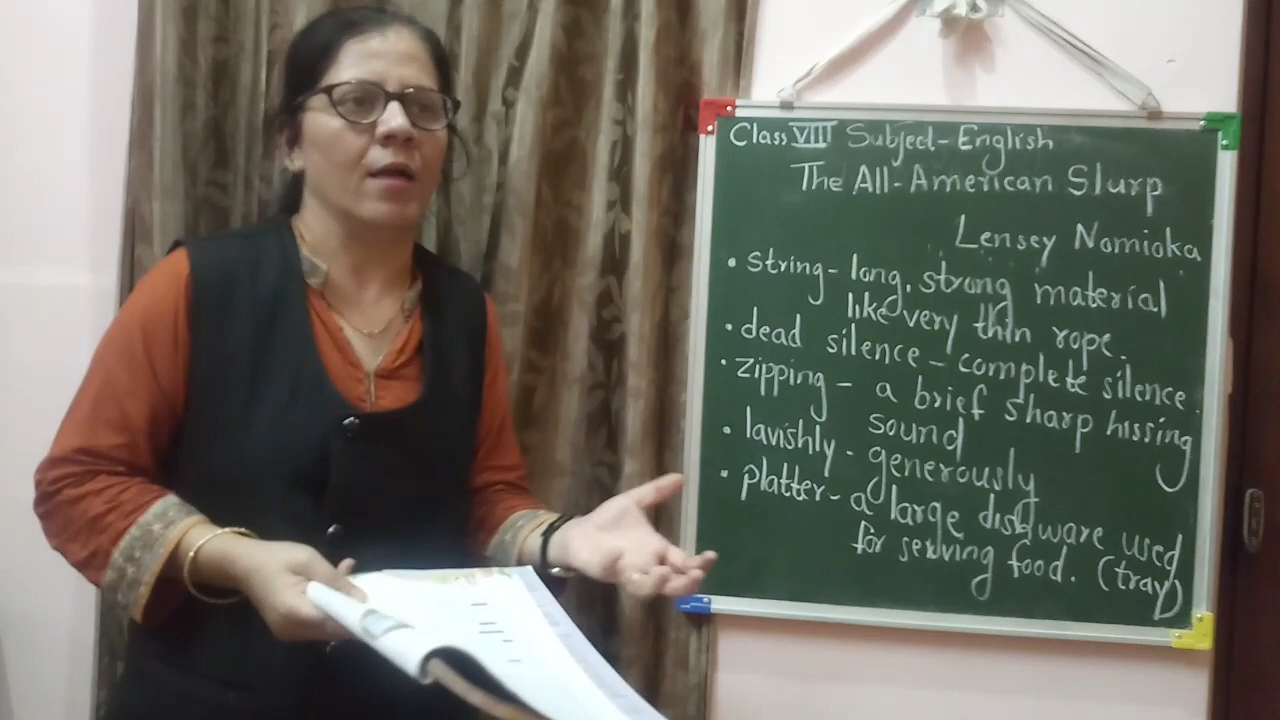 Class VIII Subject-English
The All-American Slurp
Lensey Namioka
• string- long, strong material
like very thin rope.
• dead silence - complete silence.
• zipping - a brief sharp hissing
sound
• lavishly - generously
• platter- a large dishware used
for serving food. (tray)